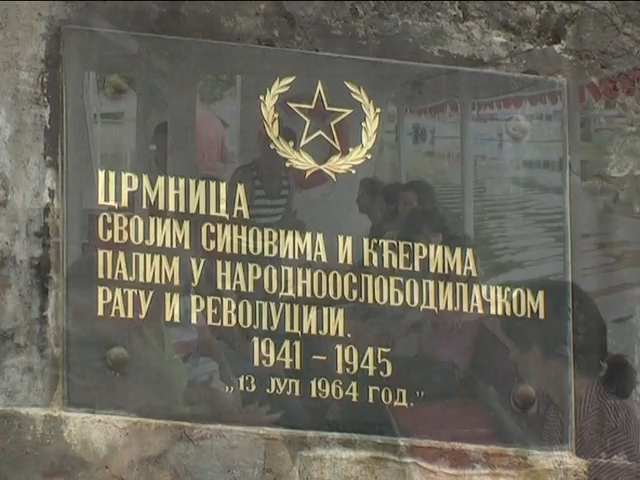 ЦРМНИЦА
СВОЈИМ СИНОВИМА И КЋЕРИМА
ПАЛИМ У НАРОДНООСЛОБОДИЛАЧКОМ
РАТУ И РЕВОЛУЦИЈИ.
1941 – 1945
„13 ЈУЛ 1964 ГОД."